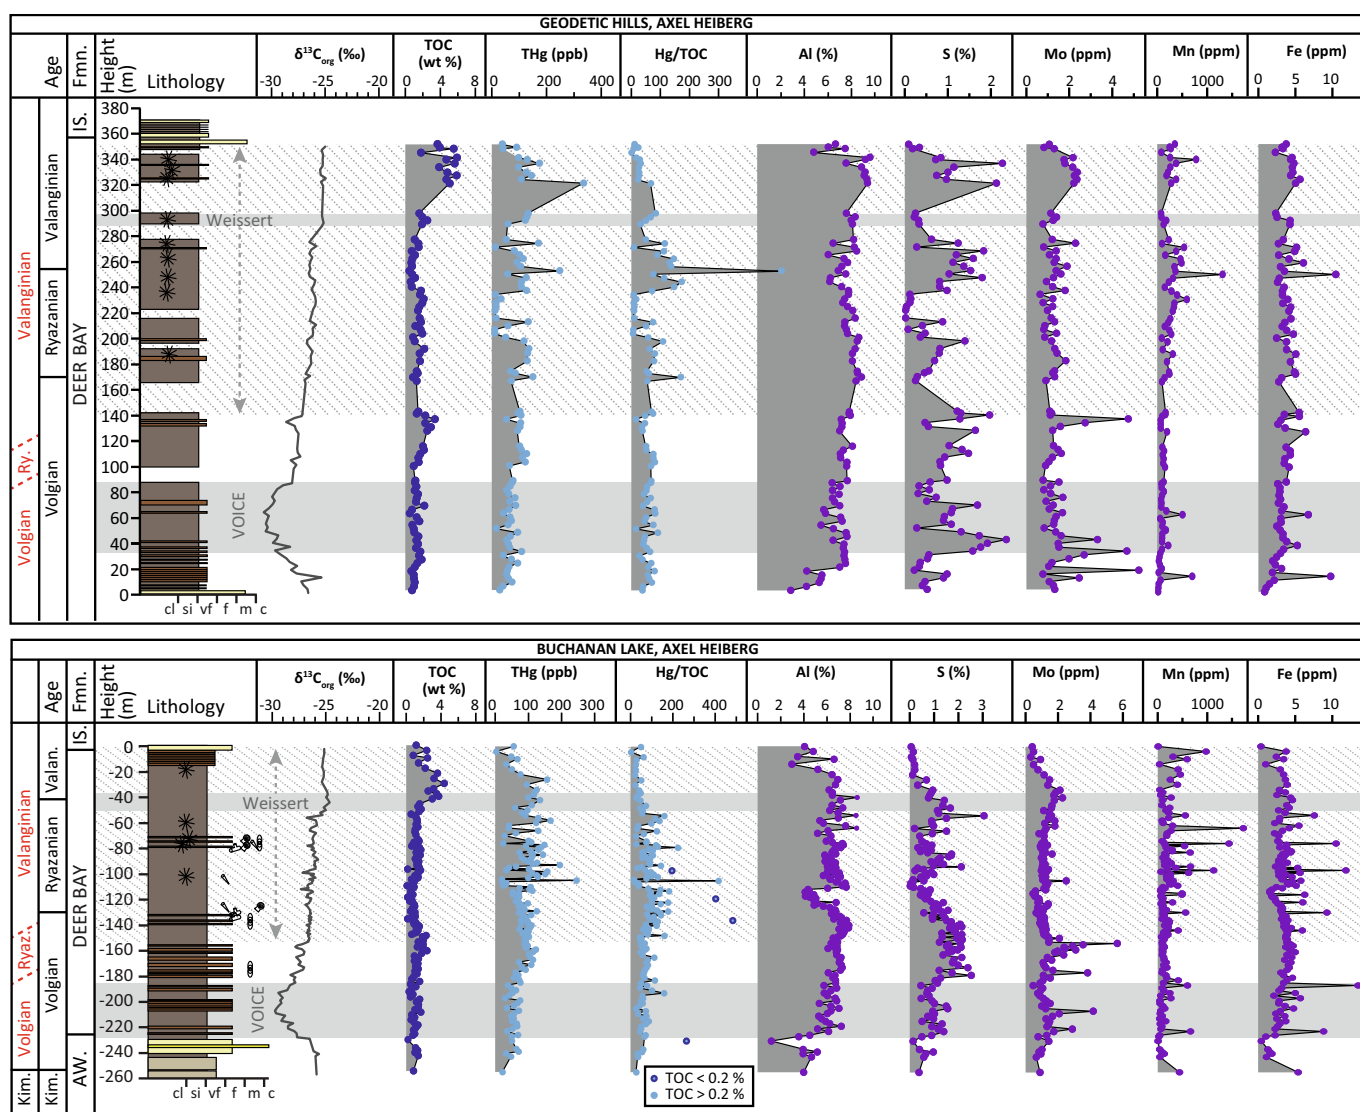 GEODETIC HILLS, AXEL HEIBERG
Age
Fmn.
Height (m)
Lithology
δ13Corg (‰)
-30 -25 -20
TOC (wt %)
0 2 4 6 8
THg (ppb)
0 200 400
Hg/TOC
0 100 200 300
Al (%)
0 2 4 6 8 10
S (%)
0 1 2
Mo (ppm)
0 2 4
Mn (ppm)
0 1000
Fe (ppm)
0 5 10
380
360
340
320
300
280
260
240
220
200
180
160
140
120
100
80
60
40
20
0
Valanginian
Ry.
Volgian
Valanginian
Ryazanian
Volgian
IS.
DEER BAY
Weissert
VOICE
cl si vf f m c
BUCHANAN LAKE, AXEL HEIBERG
Age
Fmn.
Height (m)
Lithology
δ13Corg (‰)
-30 -25 -20
TOC (wt %)
0 2 4 6 8
THg (ppb)
0 100 200 300
Hg/TOC
0 200 400
Al (%)
0 2 4 6 8 10
S (%)
0 1 2 3
Mo (ppm)
0 2 4 6
Mn (ppm)
0 1000
Fe (ppm)
0 5 10
0
-20
-40
-60
-80
-100
-120
-140
-160
-180
-200
-220
-240
-260
Valanginian
Ryaz.
Volgian
Kim.
Valan.
Ryazanian
Volgian
Kim.
IS.
DEER BAY
AW.
Weissert
VOICE
cl si vf f m c
TOC < 0.2 %
TOC > 0.2 %